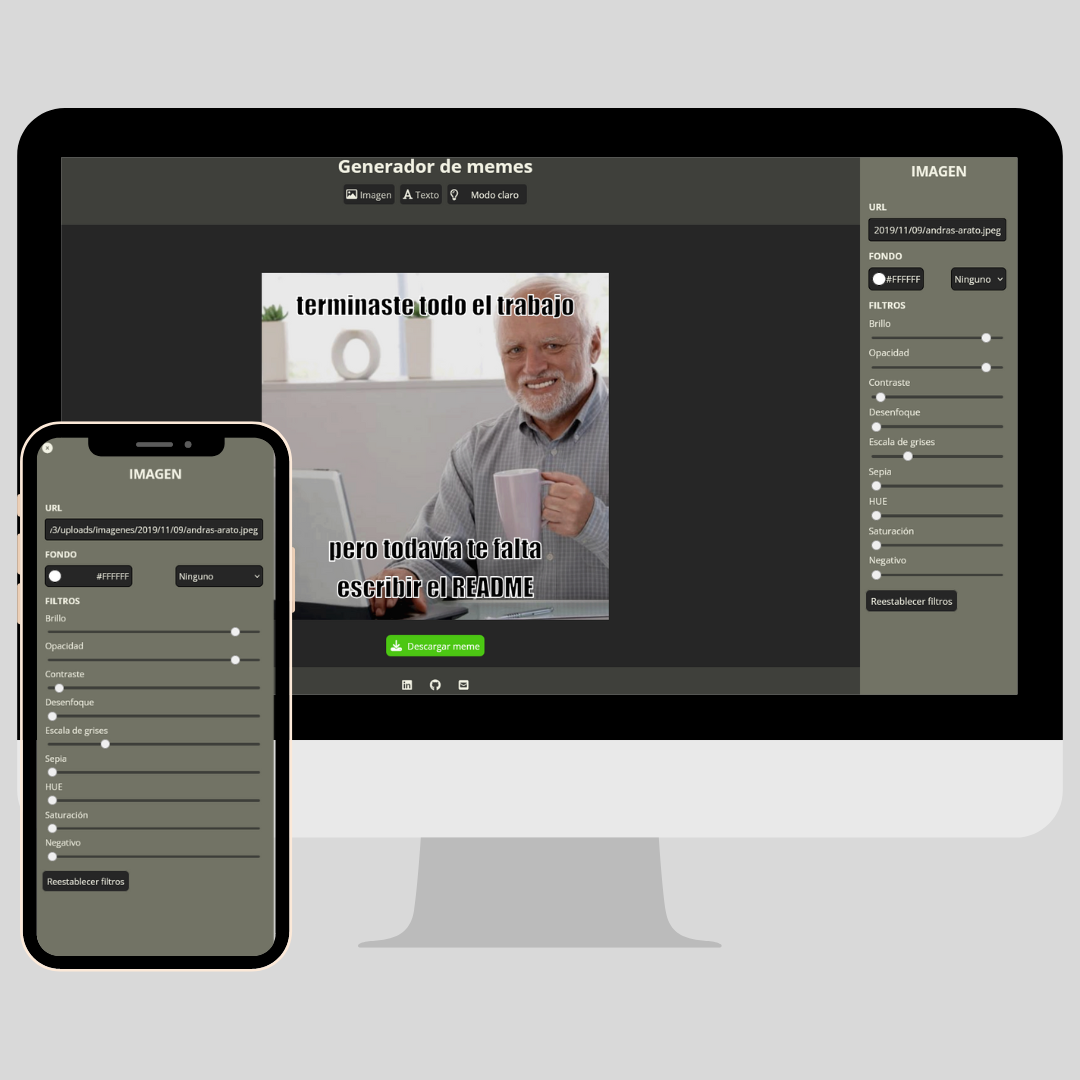 Generador de memes
Imagen
Texto
Modo claro
terminaste todo el trabajo
pero todavía te falta
escribir el README
Descargar meme
IMAGEN
URL
2019/11/09/andras-arato.jpeg
FONDO
#FFFFFF
Ninguno
FILTROS
Brillo
Opacidad
Contraste
Desenfoque
Escala de grises
Sepia
HUE
Saturación
Negativo
Reestablecer filtros
IMAGEN
URL
/3/uploads/imagenes/2019/11/09/andras-arato.jpeg
FONDO
#FFFFFF
Ninguno
FILTROS
Brillo
Opacidad
Contraste
Desenfoque
Escala de grises
Sepia
HUE
Saturación
Negativo
Reestablecer filtros